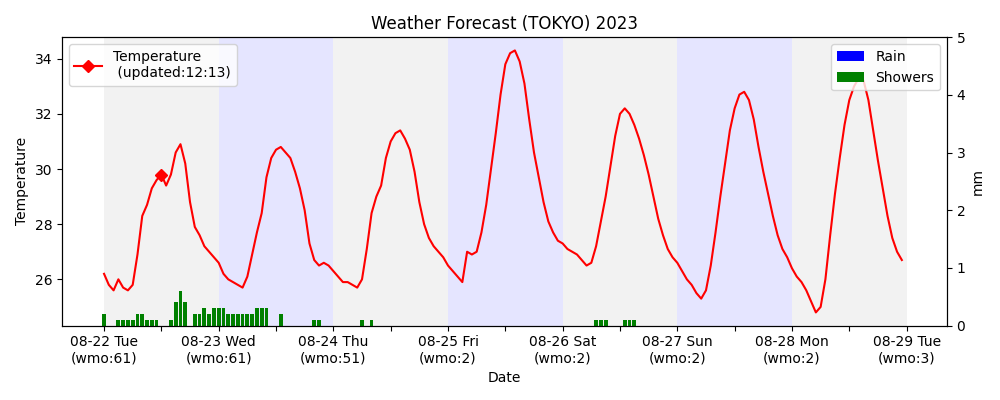 Weather Forecast (TOKYO) 2023
Temperature
(updated:12:13)
Rain
Showers
34
32
30
28
26
Temperature
5
4
3
2
1
0
mm
08-22 Tue 08-23 Wed 08-24 Thu 08-25 Fri 08-26 Sat 08-27 Sun 08-28 Mon 08-29 Tue
(wmo:61) (wmo:61) (wmo:51) (wmo:2) (wmo:2) (wmo:2) (wmo:2) (wmo:3)
Date